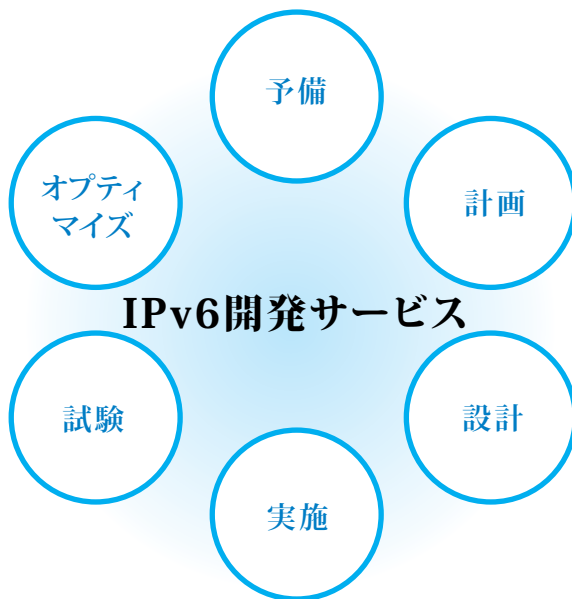 予備
オプティ
マイズ
計画
IPv6開発サービス
試験
設計
実施